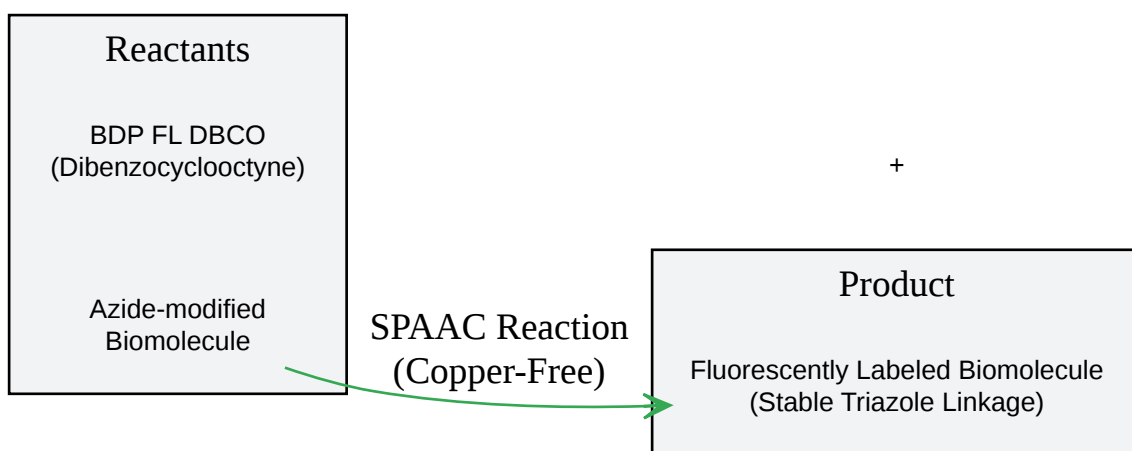 Reactants
BDP FL DBCO
(Dibenzocyclooctyne)
Azide-modified
Biomolecule
SPAAC Reaction
(Copper-Free)
+
Product
Fluorescently Labeled Biomolecule
(Stable Triazole Linkage)